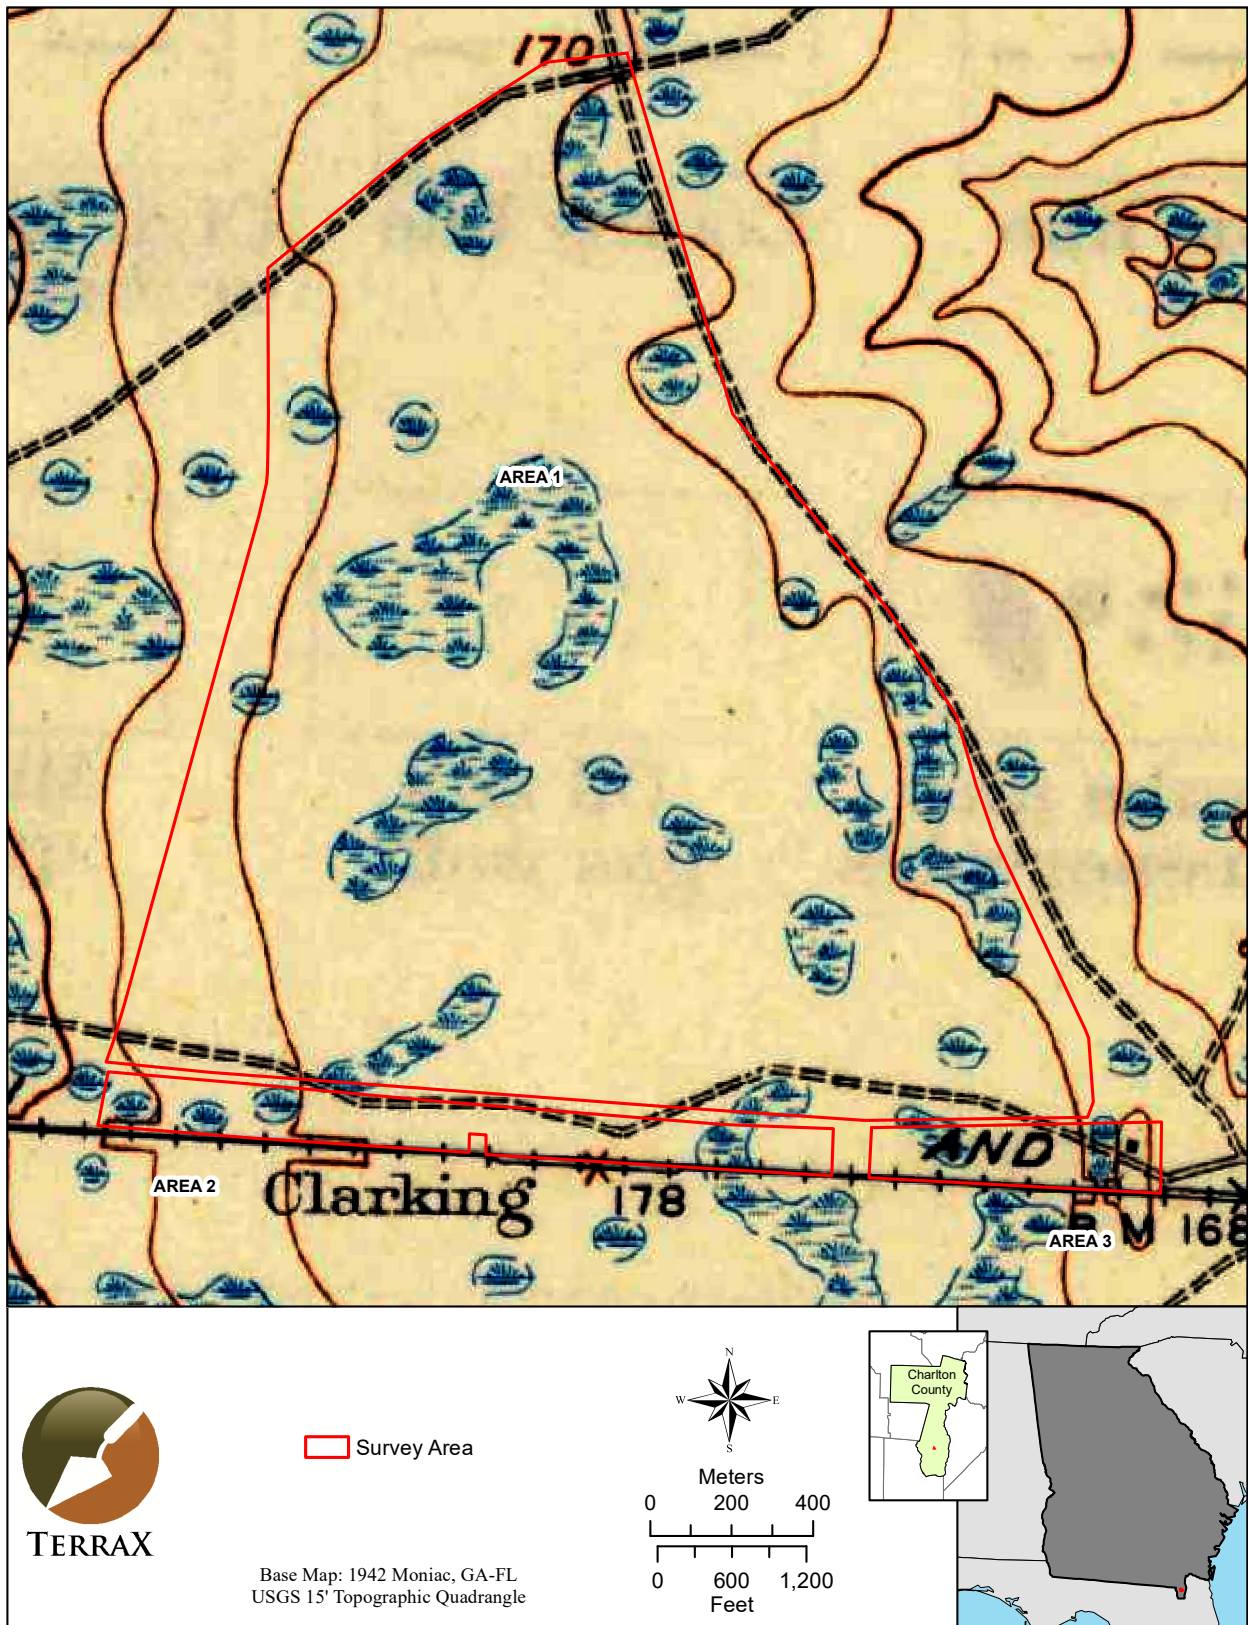 170
AREA 1
AND
AREA 2
Clarking
178
B M 168
AREA 3
Survey Area
N
W
E
S
Meters
0 200 400
0 600 1,200
Feet
Charlton
County
TERRAX
Base Map: 1942 Moniac, GA-FL
USGS 15' Topographic Quadrangle